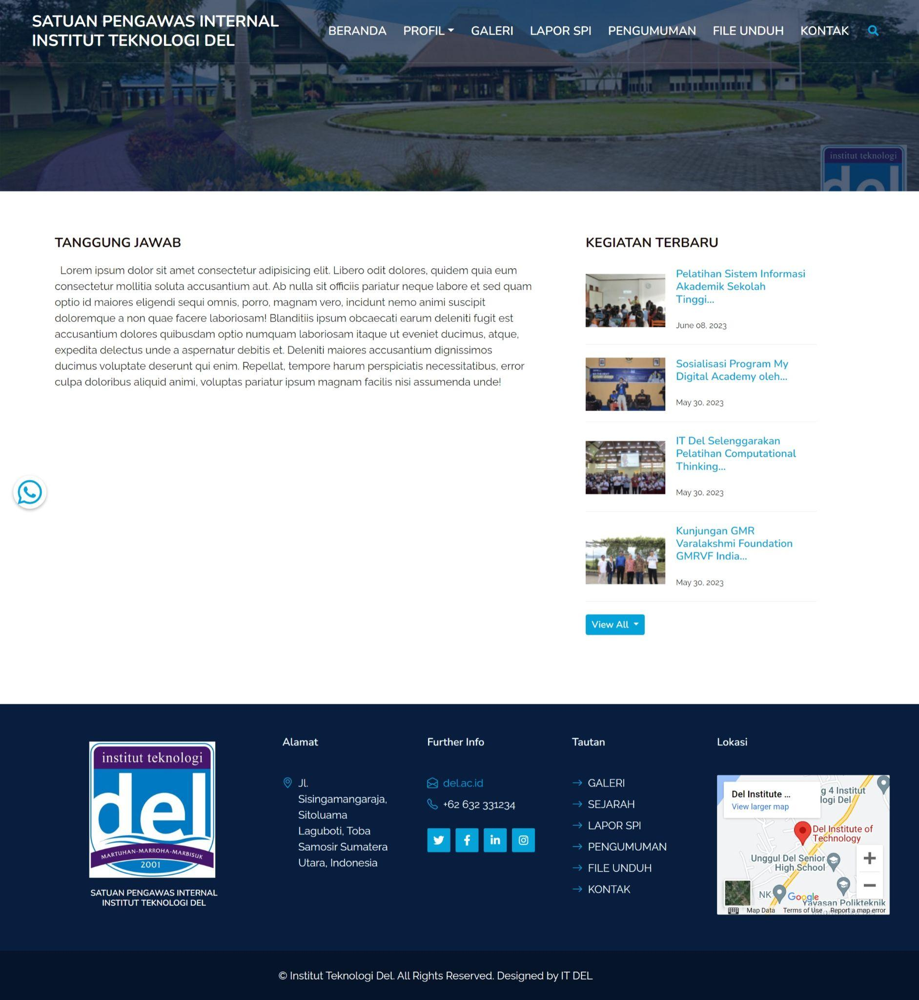 SATUAN PENGAWAS INTERNAL
INSTITUT TEKNOLOGI DEL
BERANDA PROFIL GALERI LAPOR SPI PENGUMUMAN FILE UNDUH KONTAK
institut teknologi
del
TANGGUNG JAWAB
Lorem ipsum dolor sit amet consectetur adipisicing elit. Libero odit dolores, quidem quia eum
consectetur mollitia soluta accusantium aut. Ab nulla sit officiis pariatur neque labore et sed quam
optio id maiores eligendi sequi omnis, porro, magnam vero, incidunt nemo animi suscipit
doloremque a non quae facere laboriosam! Blanditiis ipsum obcaecati earum deleniti fugit est
accusantium dolores quibusdam optio numquam laboriosam itaque ut eveniet ducimus, atque,
expedita delectus unde a aspernatur debitis et. Deleniti maiores accusantium dignissimos
ducimus voluptate deserunt qui enim. Repellat, tempore harum perspiciatis necessitatibus, error
culpa doloribus aliquid animi, voluptas pariatur ipsum magnam facilis nisi assumenda unde!
KEGIATAN TERBARU
Pelatihan Sistem Informasi
Akademik Sekolah
Tinggi...
June 08, 2023
Sosialisasi Program My
Digital Academy oleh...
May 30, 2023
IT Del Selenggarakan
Pelatihan Computational
Thinking...
May 30, 2023
Kunjungan GMR
Varalakshmi Foundation
GMRVF India...
May 30, 2023
View All
institut teknologi
del
MARTUHAN-MARROHA-MARBISUK
2001
SATUAN PENGAWAS INTERNAL
INSTITUT TEKNOLOGI DEL
Alamat
Jl.
Sisingamangaraja,
Sitoluama
Laguboti, Toba
Samosir Sumatera
Utara, Indonesia
Further Info
del.ac.id
+62 632 331234
Tautan
GALERI
SEJARAH
LAPOR SPI
PENGUMUMAN
FILE UNDUH
KONTAK
Lokasi
Del Institute ...
View larger map
g 4 Institut
logi Del
Del Institute of
Technology
Unggul Del Senior
High School
NK
Google
Yayasan Polikteknik
Map Data Terms of Use Report a map error
© Institut Teknologi Del. All Rights Reserved. Designed by IT DEL